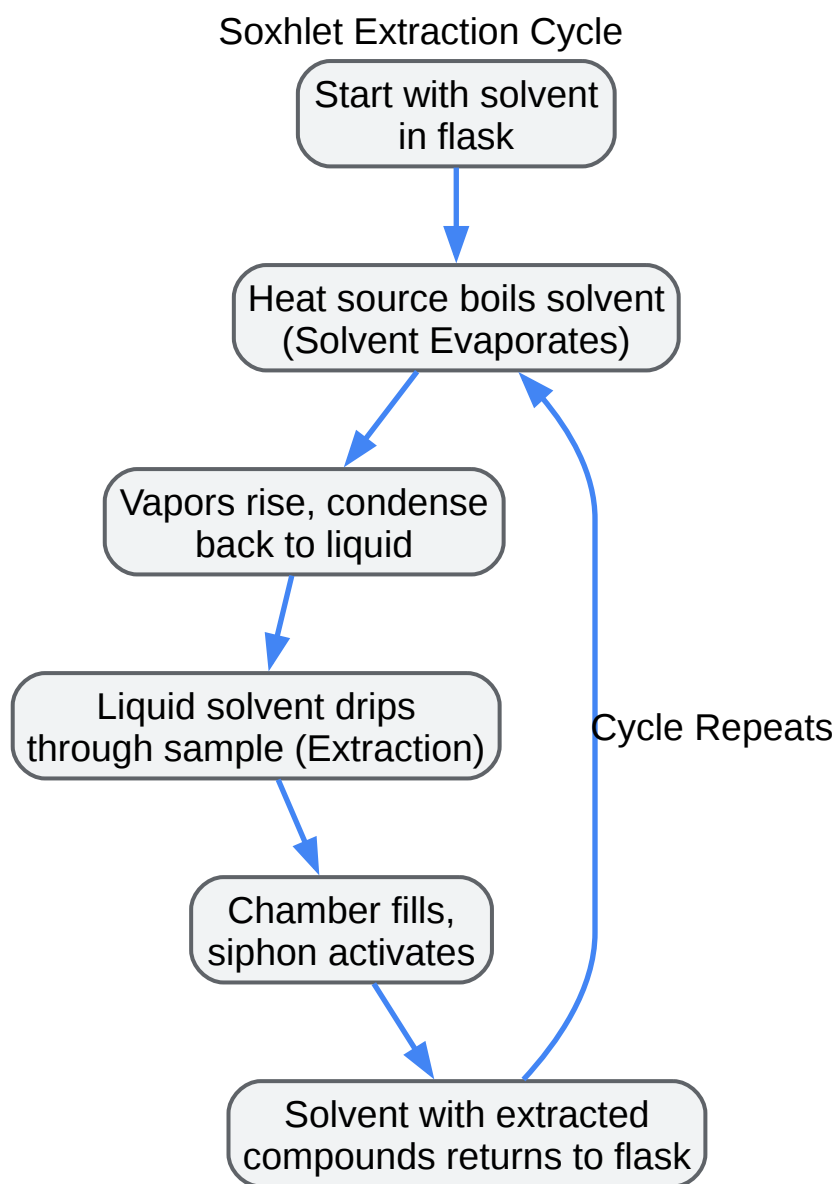 Soxhlet Extraction Cycle
Start with solvent
in flask
Heat source boils solvent
(Solvent Evaporates)
Vapors rise, condense
back to liquid
Liquid solvent drips
through sample (Extraction)
Cycle Repeats
Chamber fills,
siphon activates
Solvent with extracted
compounds returns to flask